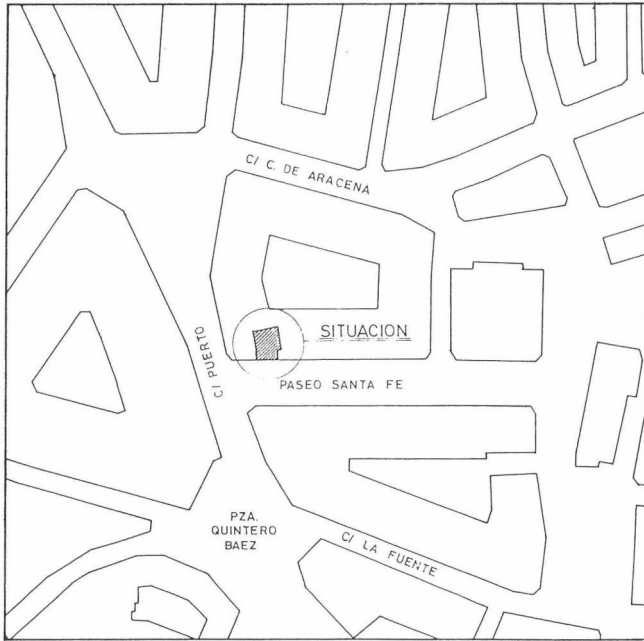 C/ C. DE ARACENA
SITUACION
C/ PUERTO
PASEO SANTA FE
PZA.
QUINTERO
BAEZ
C/ LA FUENTE